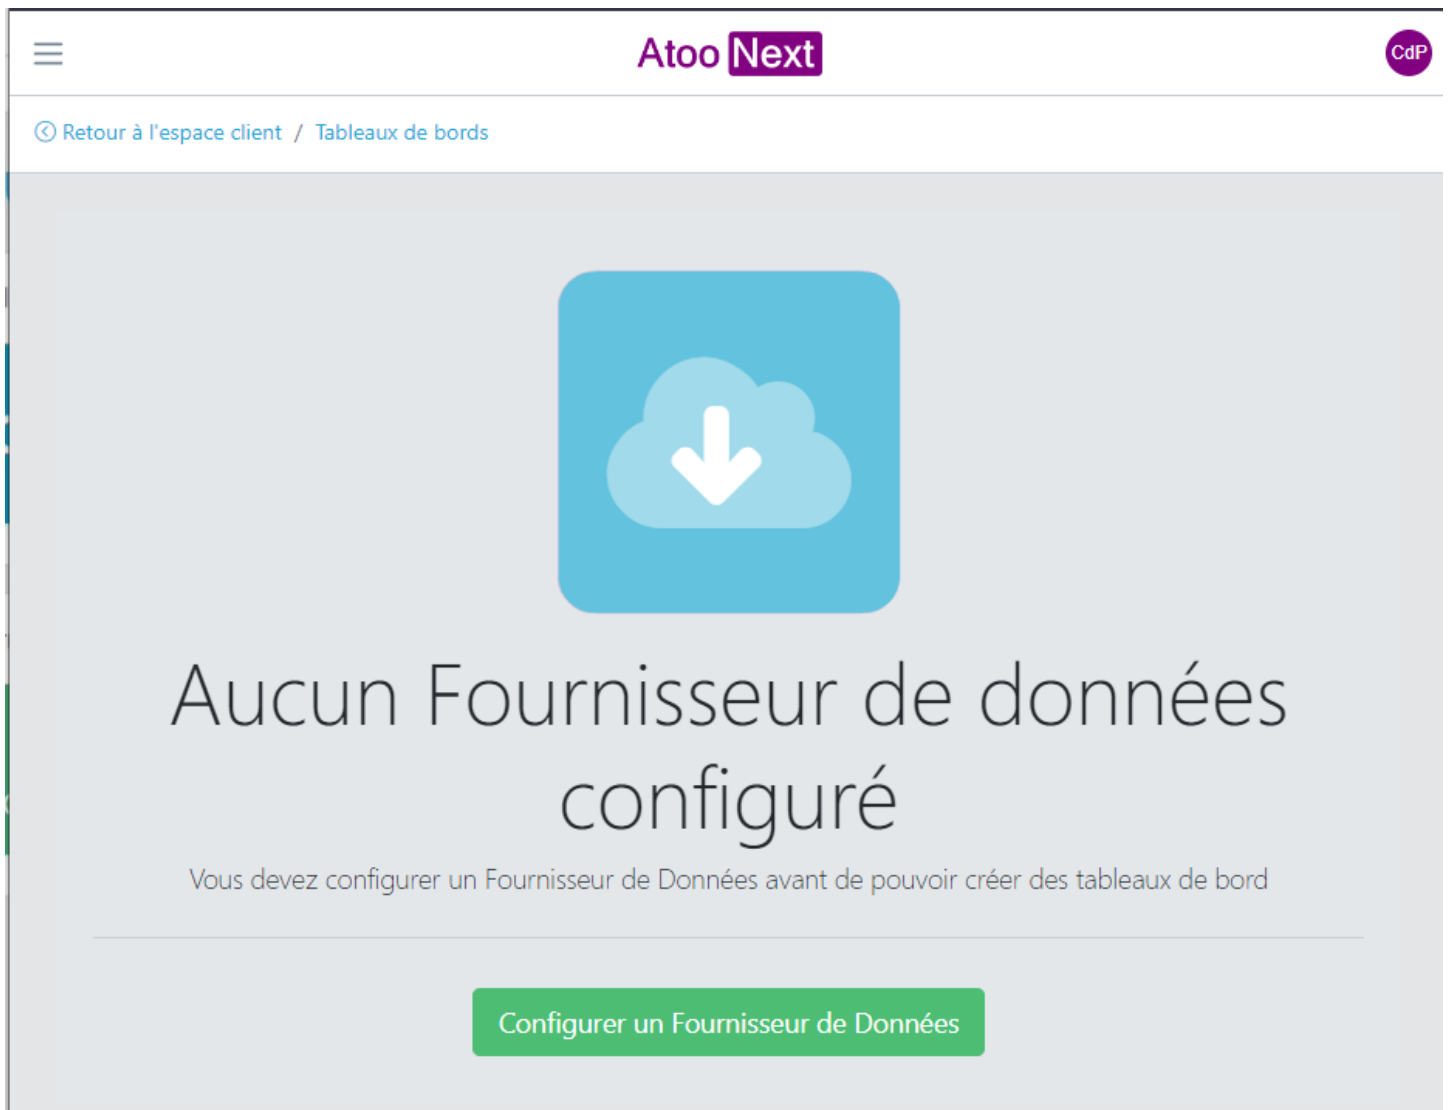 Atoo Next
CdP
Retour à l'espace client / Tableaux de bords
Aucun Fournisseur de données
configuré
Vous devez configurer un Fournisseur de Données avant de pouvoir créer des tableaux de bord
Configurer un Fournisseur de Données